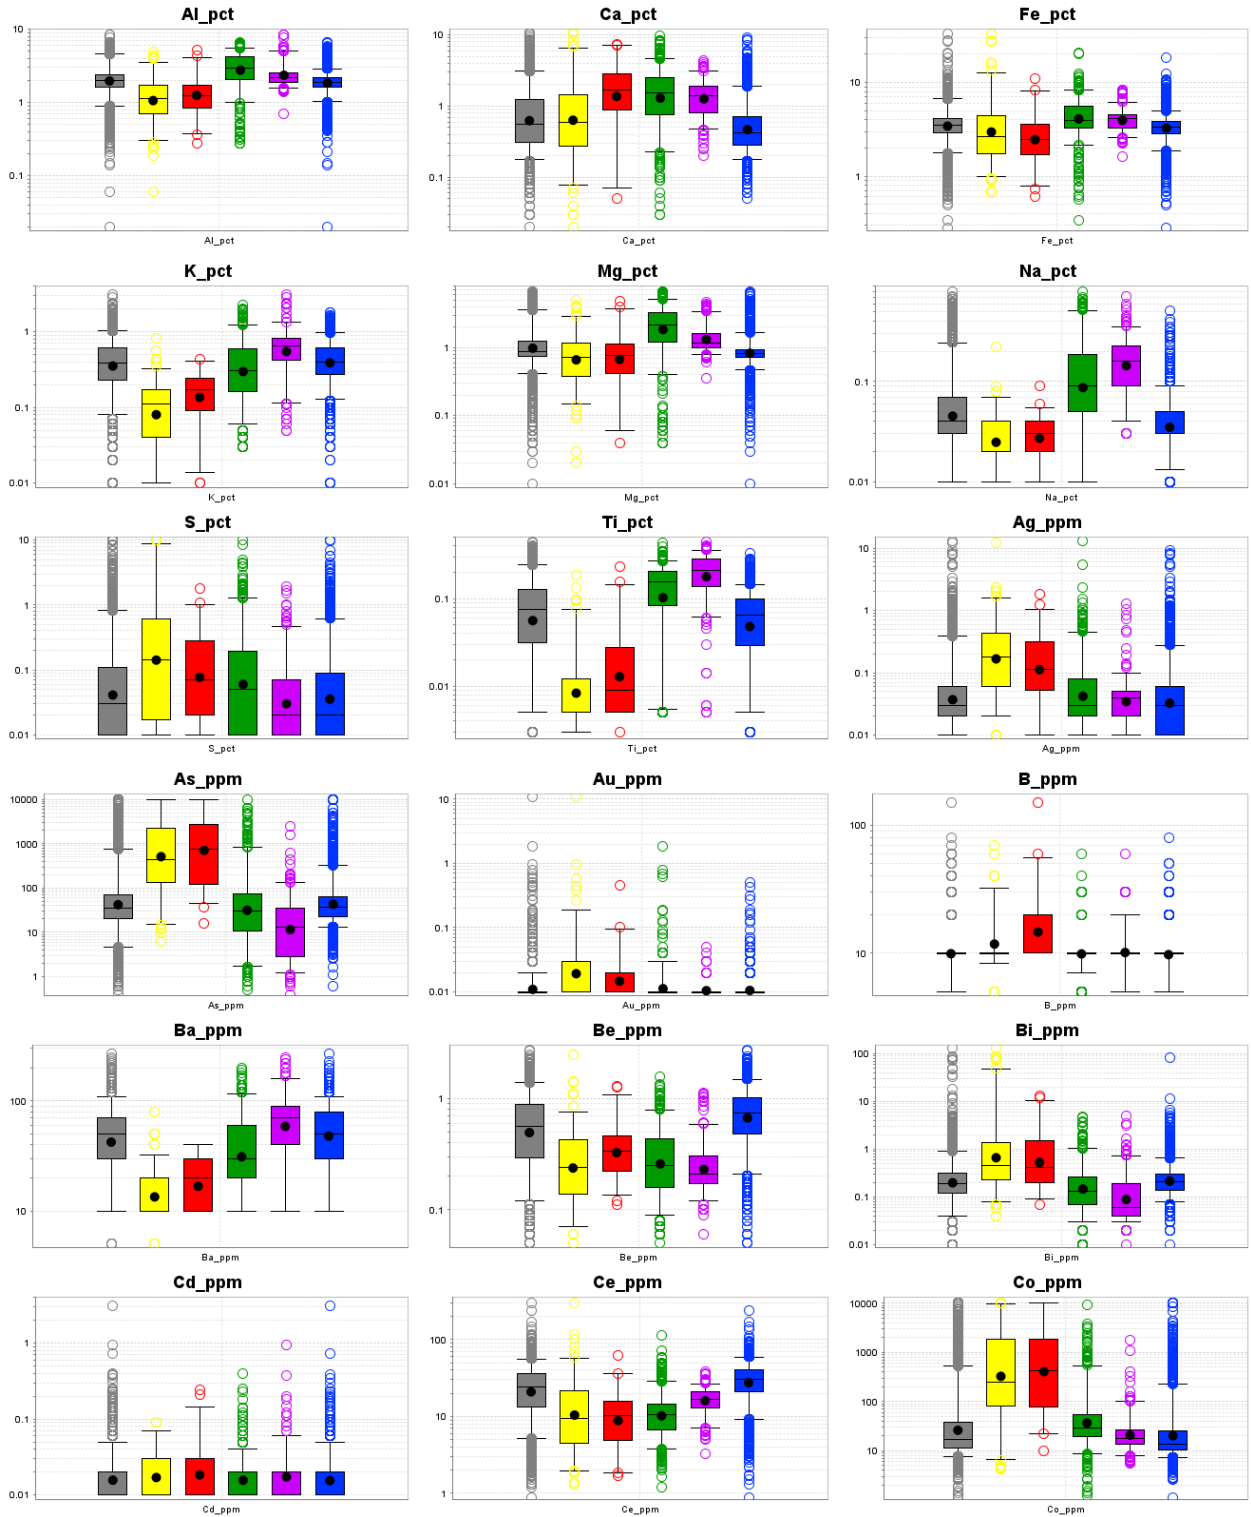 Al_pct Ca_pct Fe_pct
10 10
1 1 10
0.1 0.1 1
Al_pct Ca_pct Fe_pct
K_pct Mg_pct Na_pct
1 1
0.1 0.1 0.1
0.01 0.01 0.01
K_pct Mg_pct Na_pct
S_pct Ti_pct Ag_ppm
10 10
1 0.1 1
0.1 0.01 0.1
0.01 0.01
S_pct Ti_pct Ag_ppm
As_ppm Au_ppm B_ppm
10000 10
1000 1 100
100
10 0.1 10
1 0.01
As_ppm Au_ppm B_ppm
Ba_ppm Be_ppm Bi_ppm
100 1 100
10
1
10 0.1 0.1
0.01
Ba_ppm Be_ppm Bi_ppm
Cd_ppm Ce_ppm Co_ppm
10000
1 100 1000
0.1 10 100
0.01 1 10
Cd_ppm Ce_ppm Co_ppm